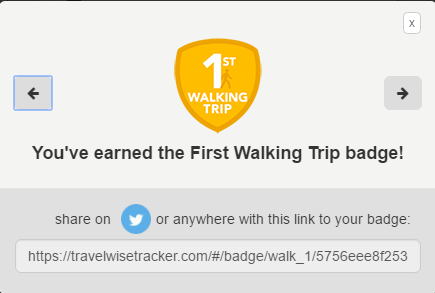 x
1ST
WALKING
TRIP
You've earned the First Walking Trip badge!
share on or anywhere with this link to your badge:
https://travelwisetracker.com/#/badge/walk_1/5756eee8f253